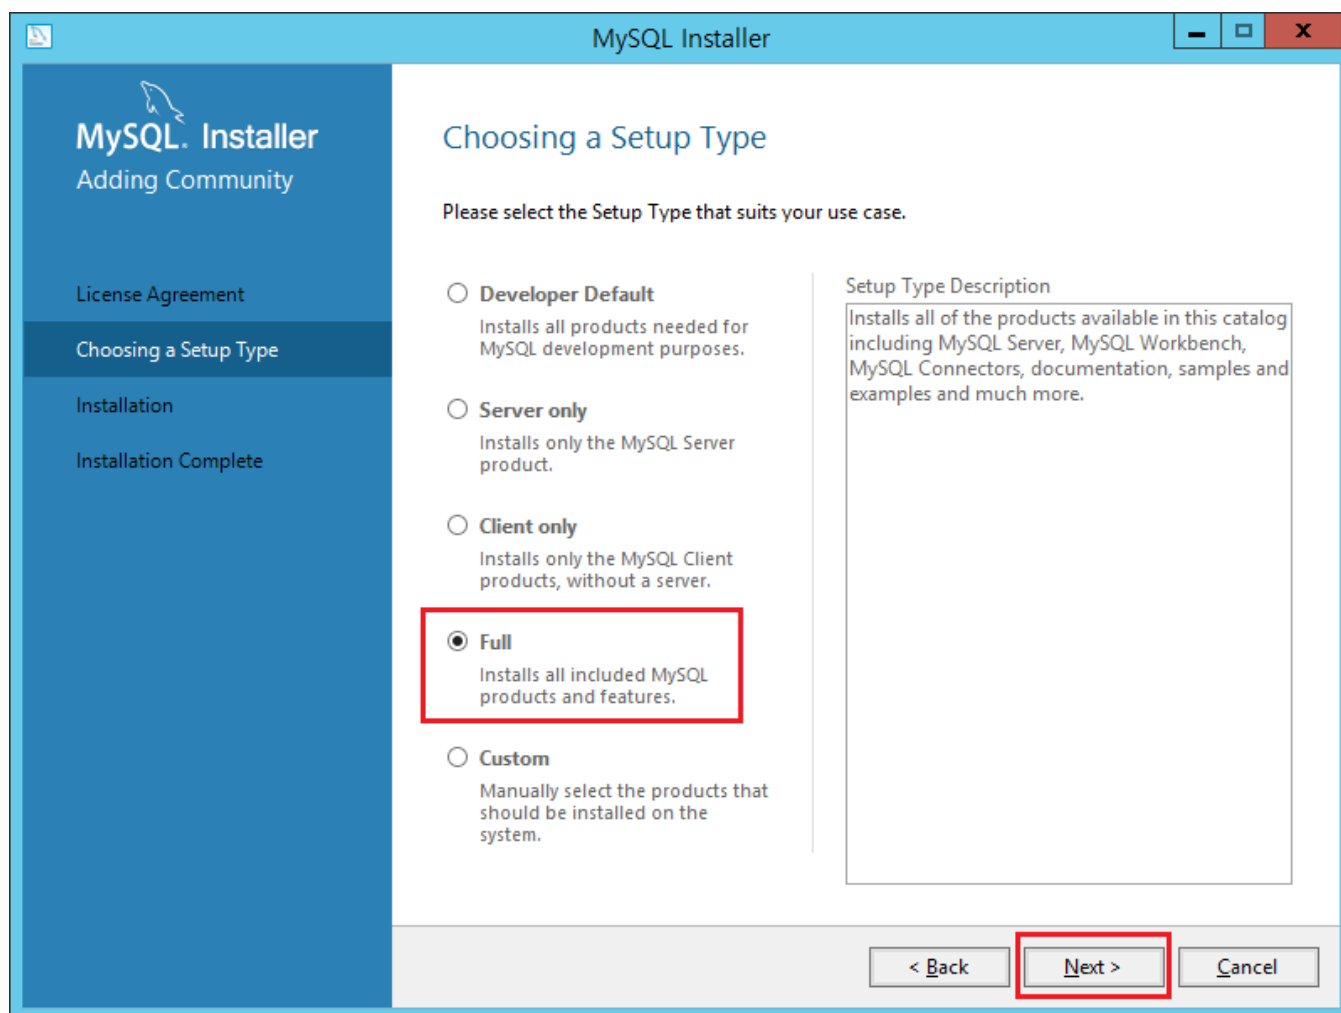 MySQL Installer
X
MySQL. Installer
Adding Community
License Agreement
Choosing a Setup Type
Installation
Installation Complete
Choosing a Setup Type
Please select the Setup Type that suits your use case.
Developer Default
Installs all products needed for
MySQL development purposes.
Server only
Installs only the MySQL Server
product.
Client only
Installs only the MySQL Client
products, without a server.
Full
Installs all included MySQL
products and features.
Custom
Manually select the products that
should be installed on the
system.
Setup Type Description
Installs all of the products available in this catalog
including MySQL Server, MySQL Workbench,
MySQL Connectors, documentation, samples and
examples and much more.
< Back
Next >
Cancel